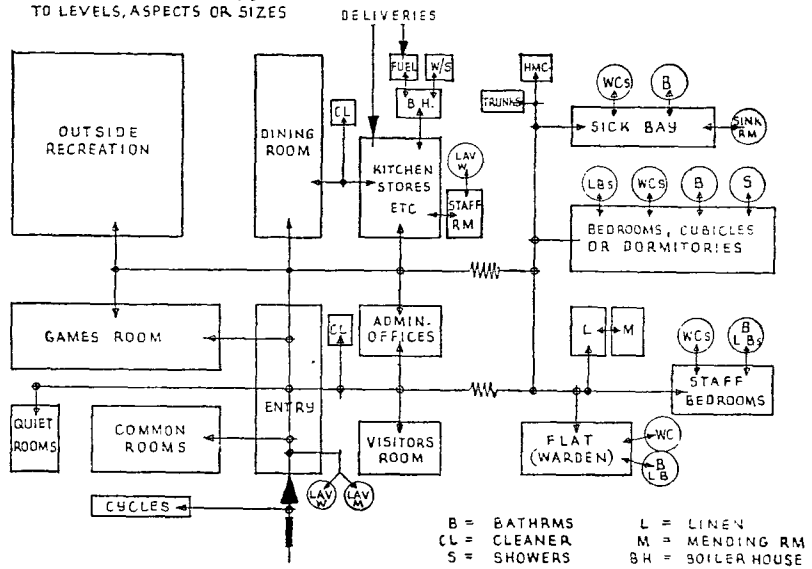 TO LEVELS, ASPECTS OR SIZES
DELIVERIES
FUEL
W/S
HMC
CL
B.H.
TRUNKS
WCs
B
OUTSIDE
RECREATION
DINING
ROOM
SICK BAY
SINK
RM
KITCHEN
STORES
ETC
LAV
W
STAFF
RM
LBs
WCs
B
S
BEDROOMS, CUBICLES
OR DORMITORIES
GAMES ROOM
CL
ADMIN-
OFFICES
L
M
WCs
B
LBs
ENTRY
STAFF
BEDROOMS
QUIET
ROOMS
COMMON
ROOMS
VISITORS
ROOM
FLAT
(WARDEN)
WC
B
LB
LAV
W
LAV
M
CYCLES
B = BATHRMS
CL = CLEANER
S = SHOWERS
L = LINEN
M = MENDING RM
BH = BOILER HOUSE